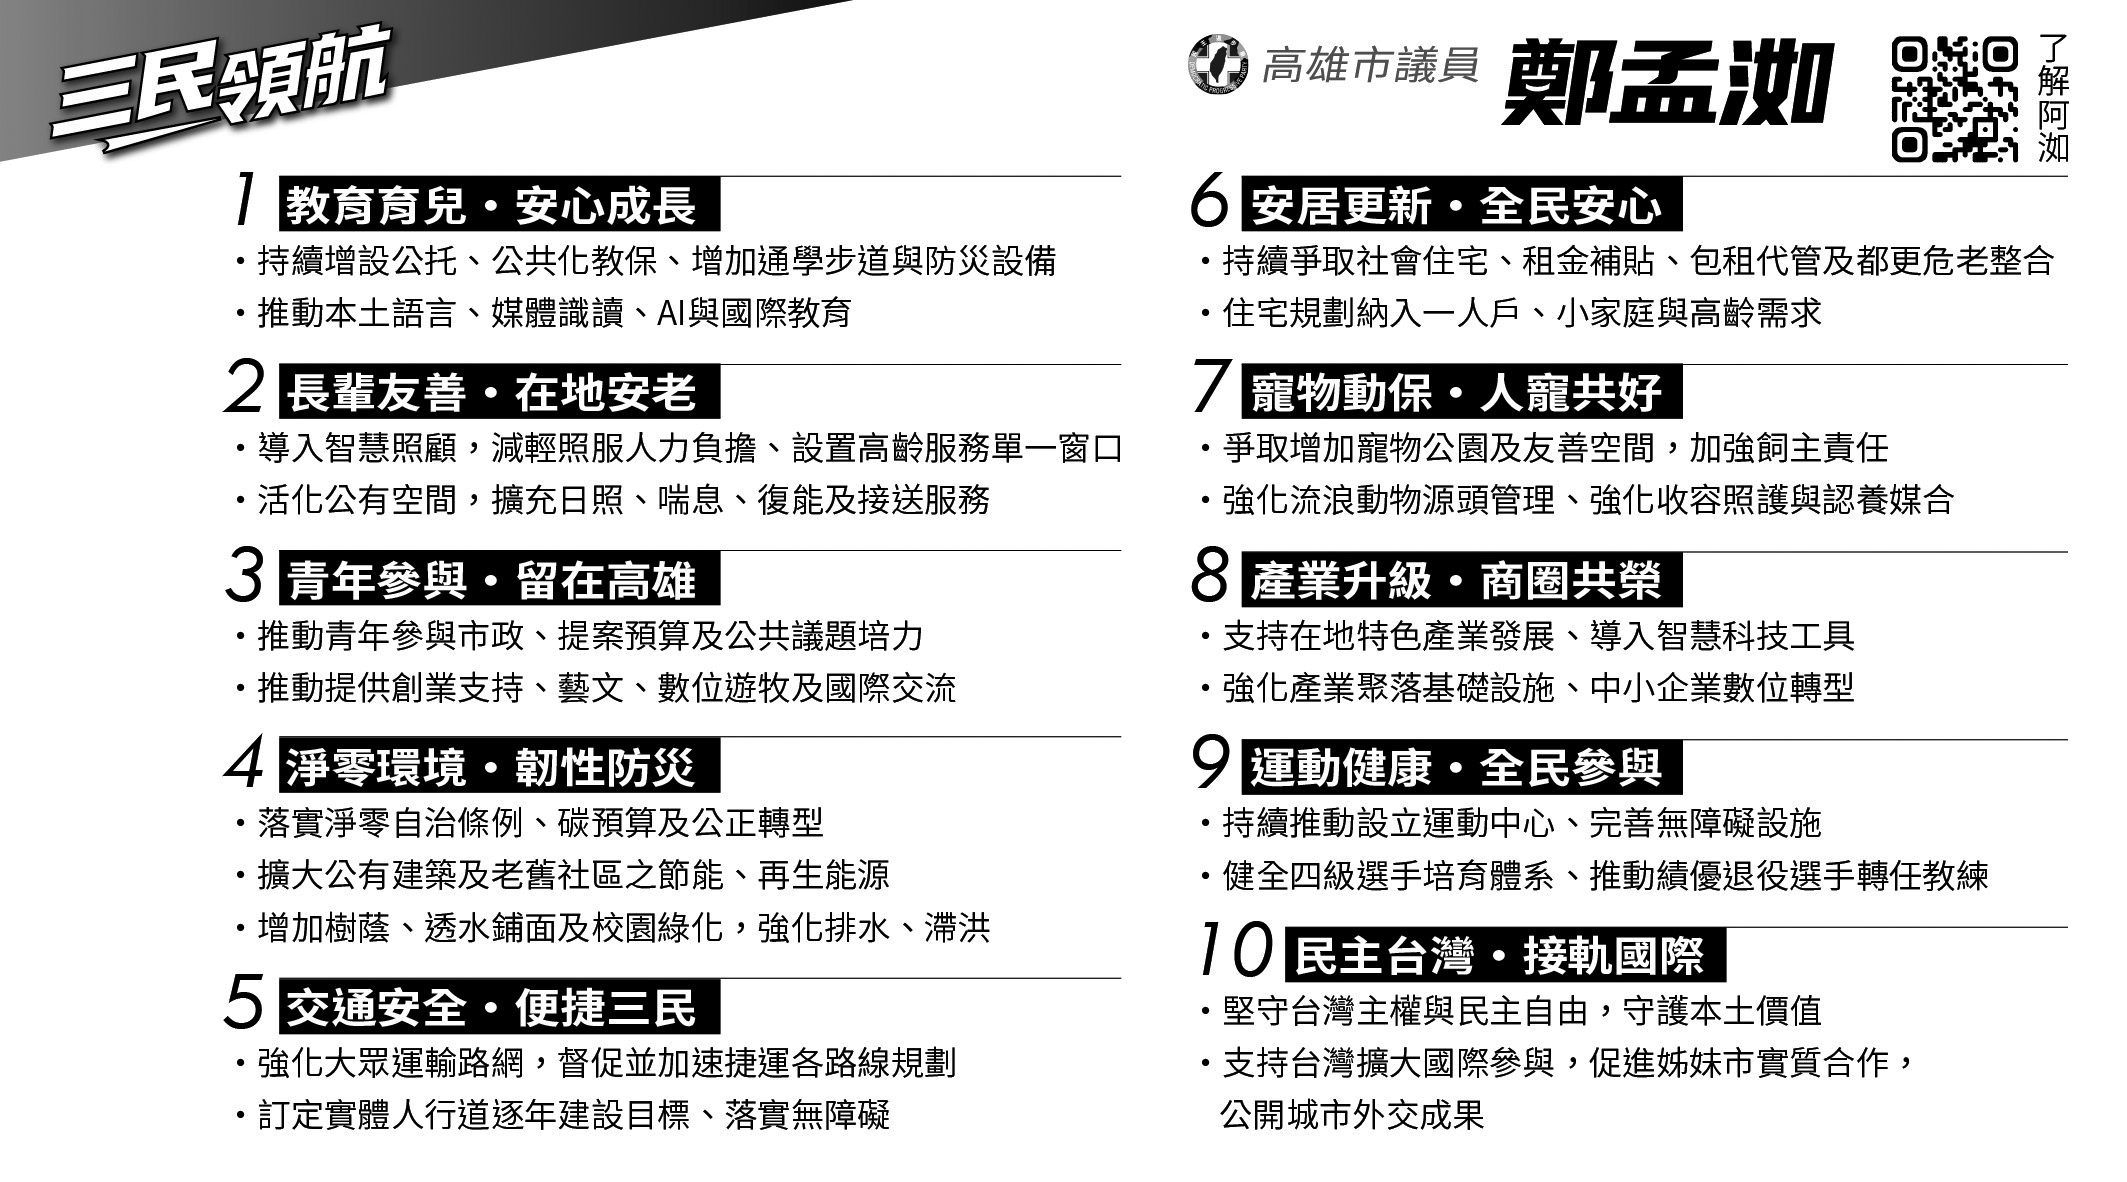 三民領航
高雄市議員 鄭孟洳
了解阿洳
1 教育育兒・安心成長
・持續增設公托、公共化教保、增加通學步道與防災設備
・推動本土語言、媒體識讀、AI與國際教育
2 長輩友善・在地安老
・導入智慧照顧，減輕照服人力負擔、設置高齡服務單一窗口
・活化公有空間，擴充日照、喘息、復能及接送服務
3 青年參與・留在高雄
・推動青年參與市政、提案預算及公共議題培力
・推動提供創業支持、藝文、數位遊牧及國際交流
4 淨零環境・韌性防災
・落實淨零自治條例、碳預算及公正轉型
・擴大公有建築及老舊社區之節能、再生能源
・增加樹蔭、透水鋪面及校園綠化，強化排水、滯洪
5 交通安全・便捷三民
・強化大眾運輸路網，督促並加速捷運各路線規劃
・訂定實體人行道逐年建設目標、落實無障礙
6 安居更新・全民安心
・持續爭取社會住宅、租金補貼、包租代管及都更危老整合
・住宅規劃納入一人戶、小家庭與高齡需求
7 寵物動保・人寵共好
・爭取增加寵物公園及友善空間，加強飼主責任
・強化流浪動物源頭管理、強化收容照護與認養媒合
8 產業升級・商圈共榮
・支持在地特色產業發展、導入智慧科技工具
・強化產業聚落基礎設施、中小企業數位轉型
9 運動健康・全民參與
・持續推動設立運動中心、完善無障礙設施
・健全四級選手培育體系、推動績優退役選手轉任教練
10 民主台灣・接軌國際
・堅守台灣主權與民主自由，守護本土價值
・支持台灣擴大國際參與，促進姊妹市實質合作，
公開城市外交成果